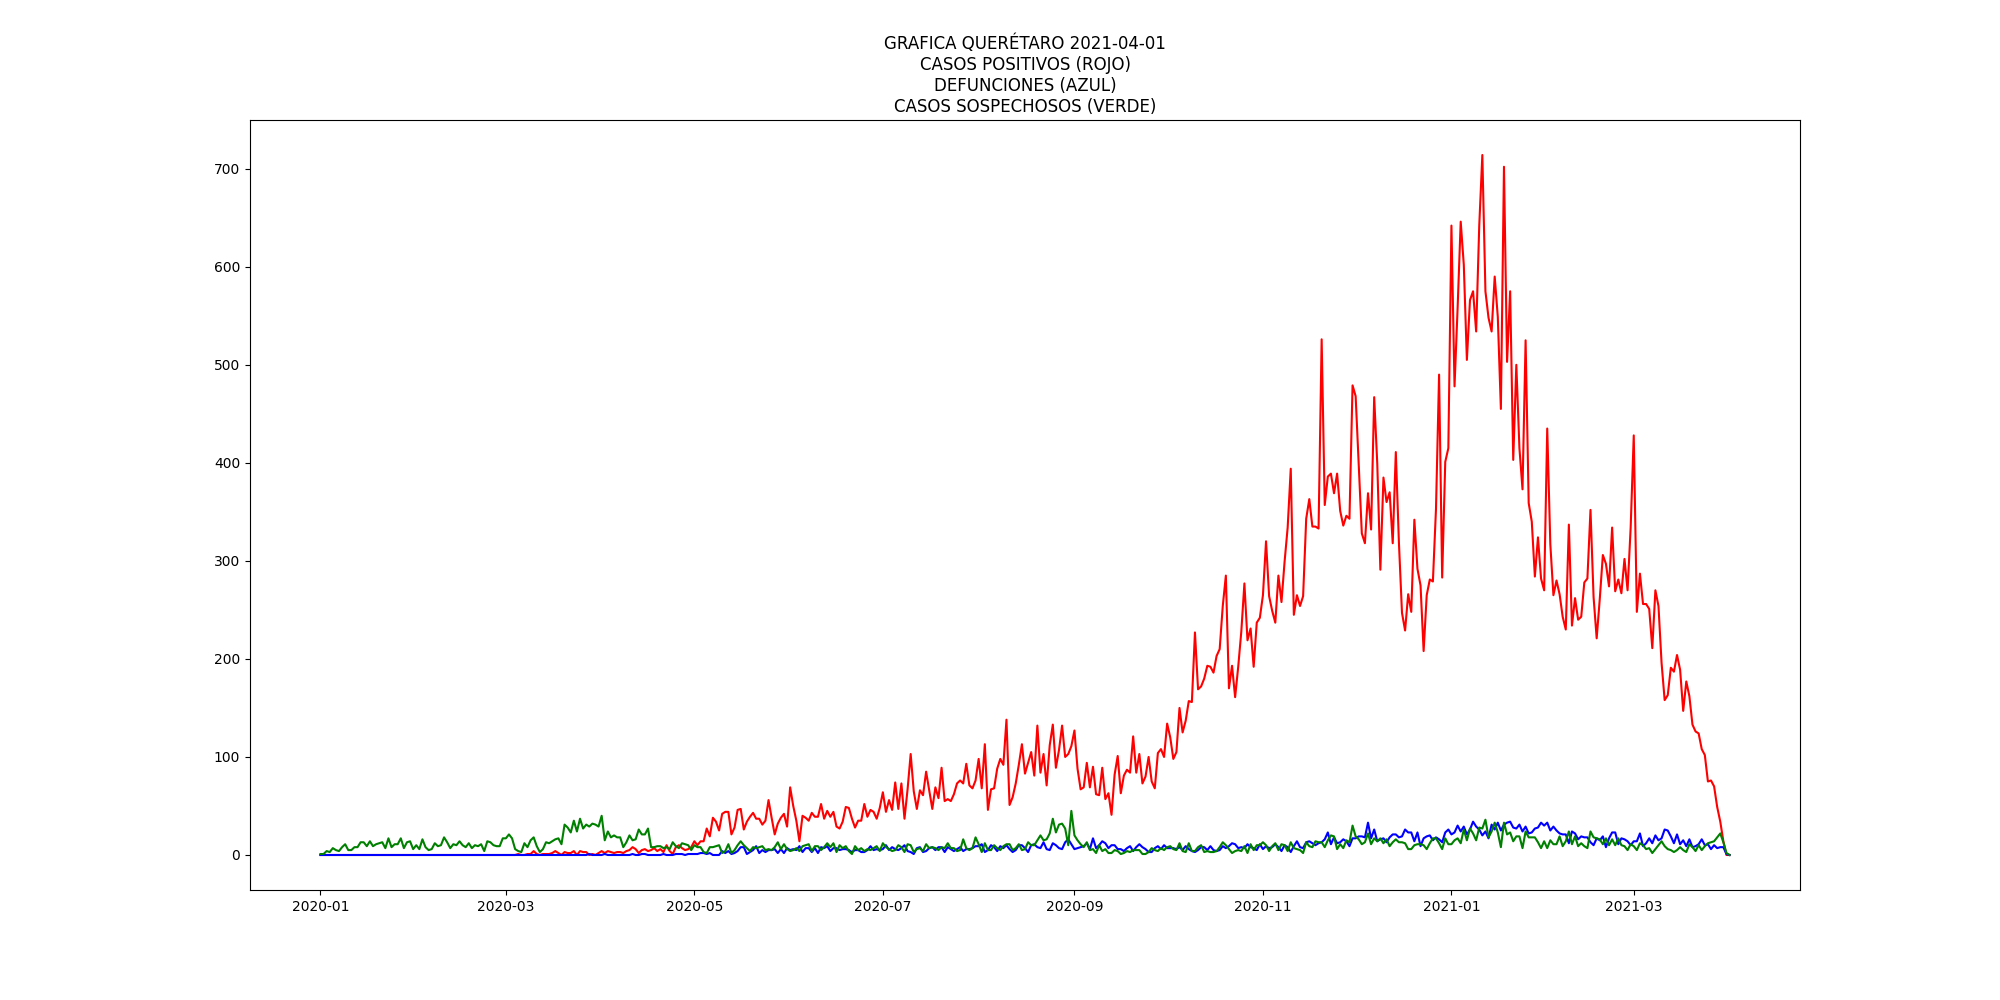 GRAFICA QUERÉTARO 2021-04-01
CASOS POSITIVOS (ROJO)
DEFUNCIONES (AZUL)
CASOS SOSPECHOSOS (VERDE)
700
600
500
400
300
200
100
0
2020-01 2020-03 2020-05 2020-07 2020-09 2020-11 2021-01 2021-03